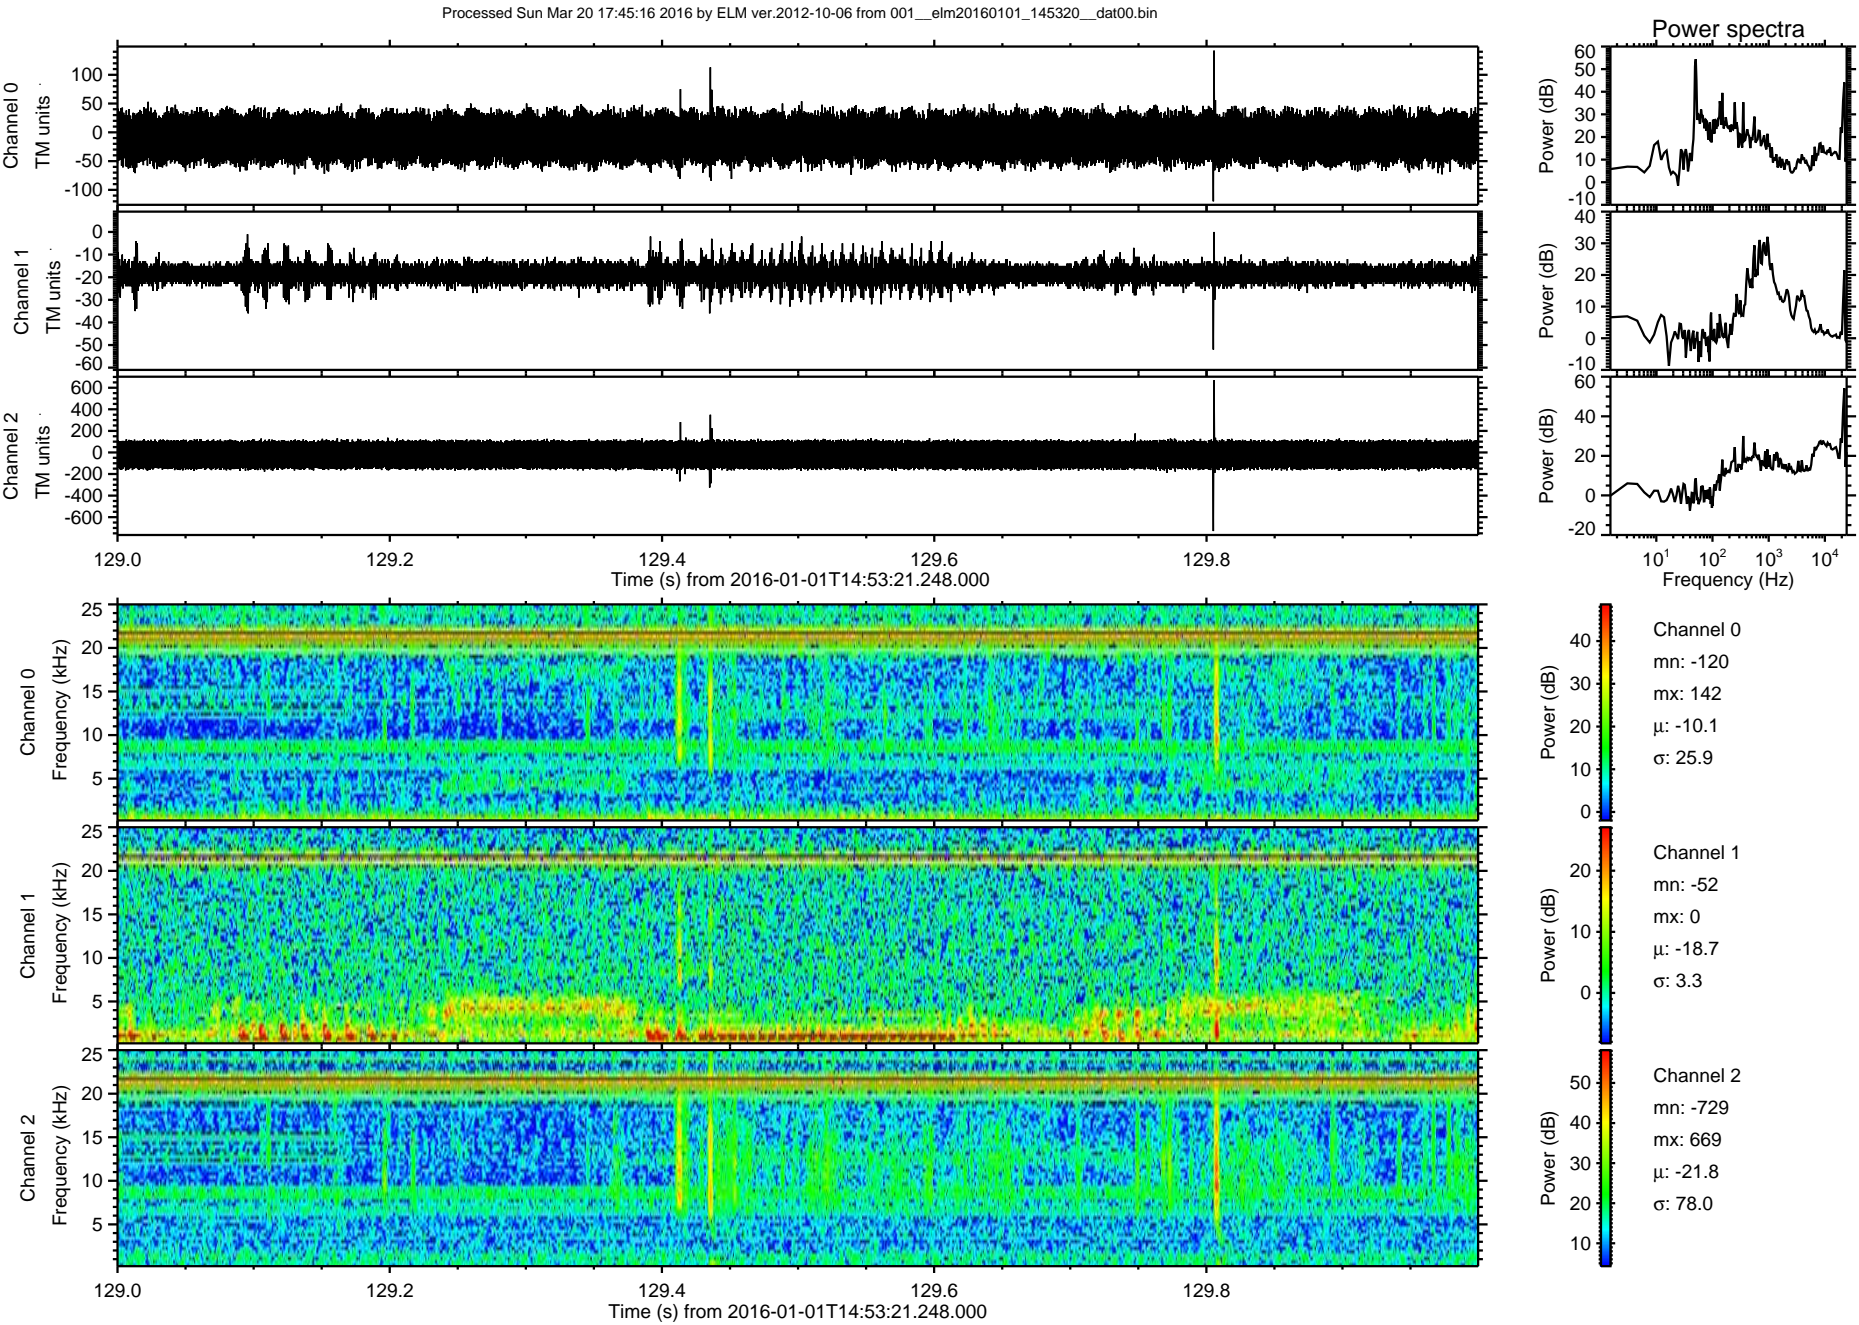 Processed Sun Mar 20 17:45:16 2016 by ELM ver.2012-10-06 from 001__elm20160101_145320__dat00.bin
Power spectra
Channel 0
TM units
100
50
0
-50
-100
Power (dB)
60
50
40
30
20
10
0
-10
Channel 1
TM units
0
-10
-20
-30
-40
-50
-60
Power (dB)
40
30
20
10
0
-10
Channel 2
TM units
600
400
200
0
-200
-400
-600
Power (dB)
60
40
20
0
-20
129.0 129.2 129.4 129.6 129.8
Time (s) from 2016-01-01T14:53:21.248.000
10^1 10^2 10^3 10^4
Frequency (Hz)
Channel 0
Frequency (kHz)
25
20
15
10
5
Power (dB)
40
30
20
10
0
Channel 0
mn: -120
mx: 142
μ: -10.1
σ: 25.9
Channel 1
Frequency (kHz)
25
20
15
10
5
Power (dB)
20
10
0
Channel 1
mn: -52
mx: 0
μ: -18.7
σ: 3.3
Channel 2
Frequency (kHz)
25
20
15
10
5
Power (dB)
50
40
30
20
10
Channel 2
mn: -729
mx: 669
μ: -21.8
σ: 78.0
129.0 129.2 129.4 129.6 129.8
Time (s) from 2016-01-01T14:53:21.248.000